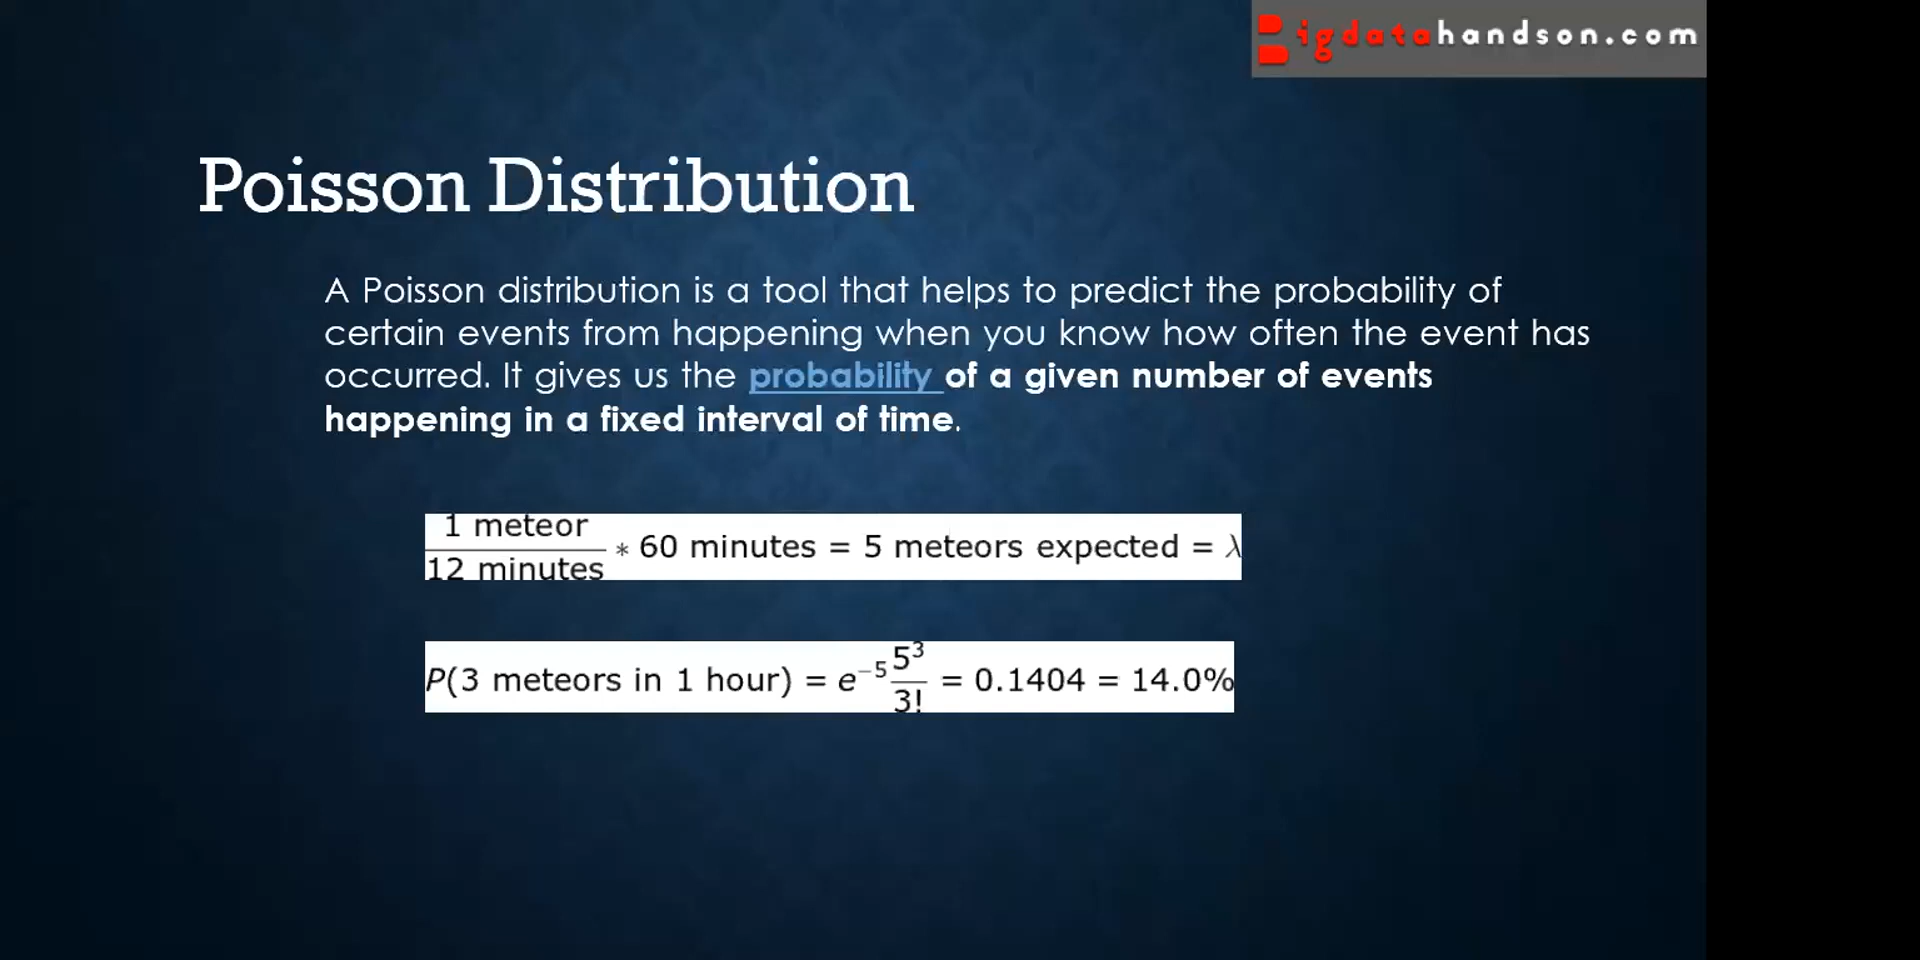 Bigdatahandson.com
Poisson Distribution
A Poisson distribution is a tool that helps to predict the probability of
certain events from happening when you know how often the event has
occurred. It gives us the probability of a given number of events
happening in a fixed interval of time.
1 meteor
12 minutes * 60 minutes = 5 meteors expected = λ
P(3 meteors in 1 hour) = e⁻⁵ 5³/3! = 0.1404 = 14.0%